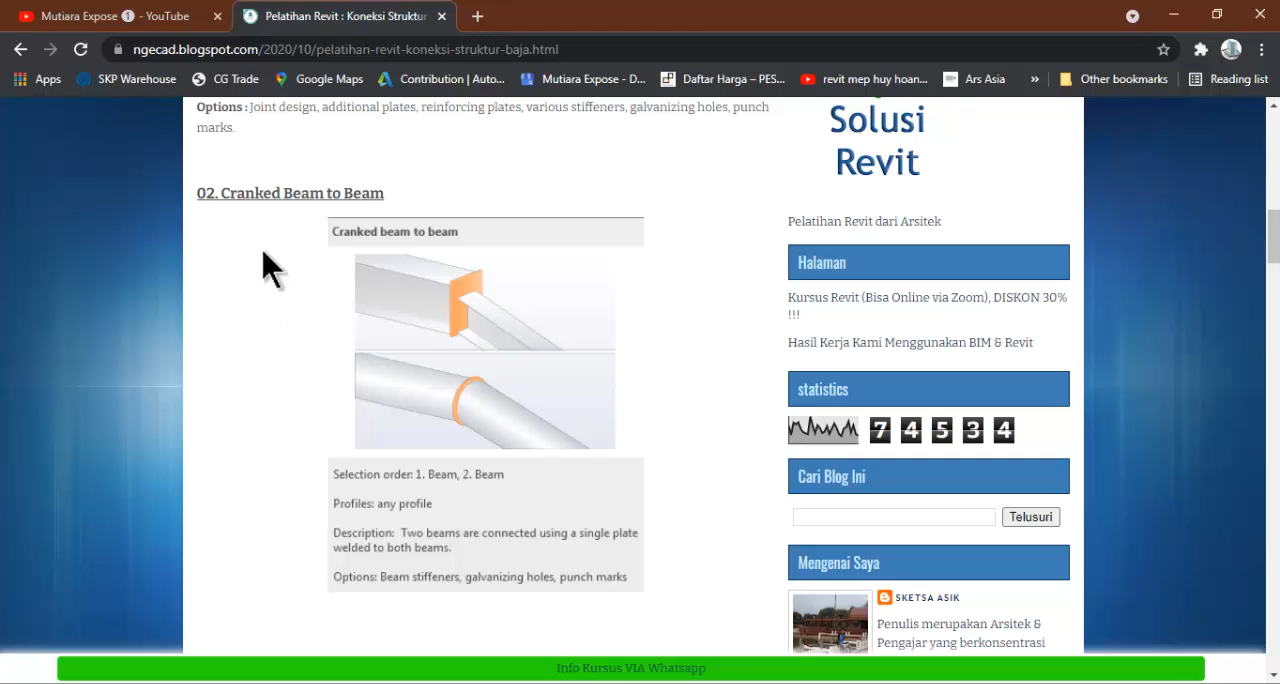 Mutiara Expose 1 - YouTube
Pelatihan Revit : Koneksi Struktur
ngecad.blogspot.com/2020/10/pelatihan-revit-koneksi-struktur-baja.html
Apps
SKP Warehouse
CG Trade
Google Maps
Contribution | Auto...
Mutiara Expose - D...
Daftar Harga – PES...
revit mep huy hoan...
Ars Asia
»
Other bookmarks
Reading list
Options : Joint design, additional plates, reinforcing plates, various stiffeners, galvanizing holes, punch
marks.
02. Cranked Beam to Beam
Cranked beam to beam
Selection order: 1. Beam, 2. Beam
Profiles: any profile
Description: Two beams are connected using a single plate
welded to both beams.
Options: Beam stiffeners, galvanizing holes, punch marks
Solusi
Revit
Pelatihan Revit dari Arsitek
Halaman
Kursus Revit (Bisa Online via Zoom), DISKON 30%
!!!
Hasil Kerja Kami Menggunakan BIM & Revit
statistics
7 4 5 3 4
Cari Blog Ini
Telusuri
Mengenai Saya
SKETSA ASIK
Penulis merupakan Arsitek &
Pengajar yang berkonsentrasi
Info Kursus VIA Whatsapp